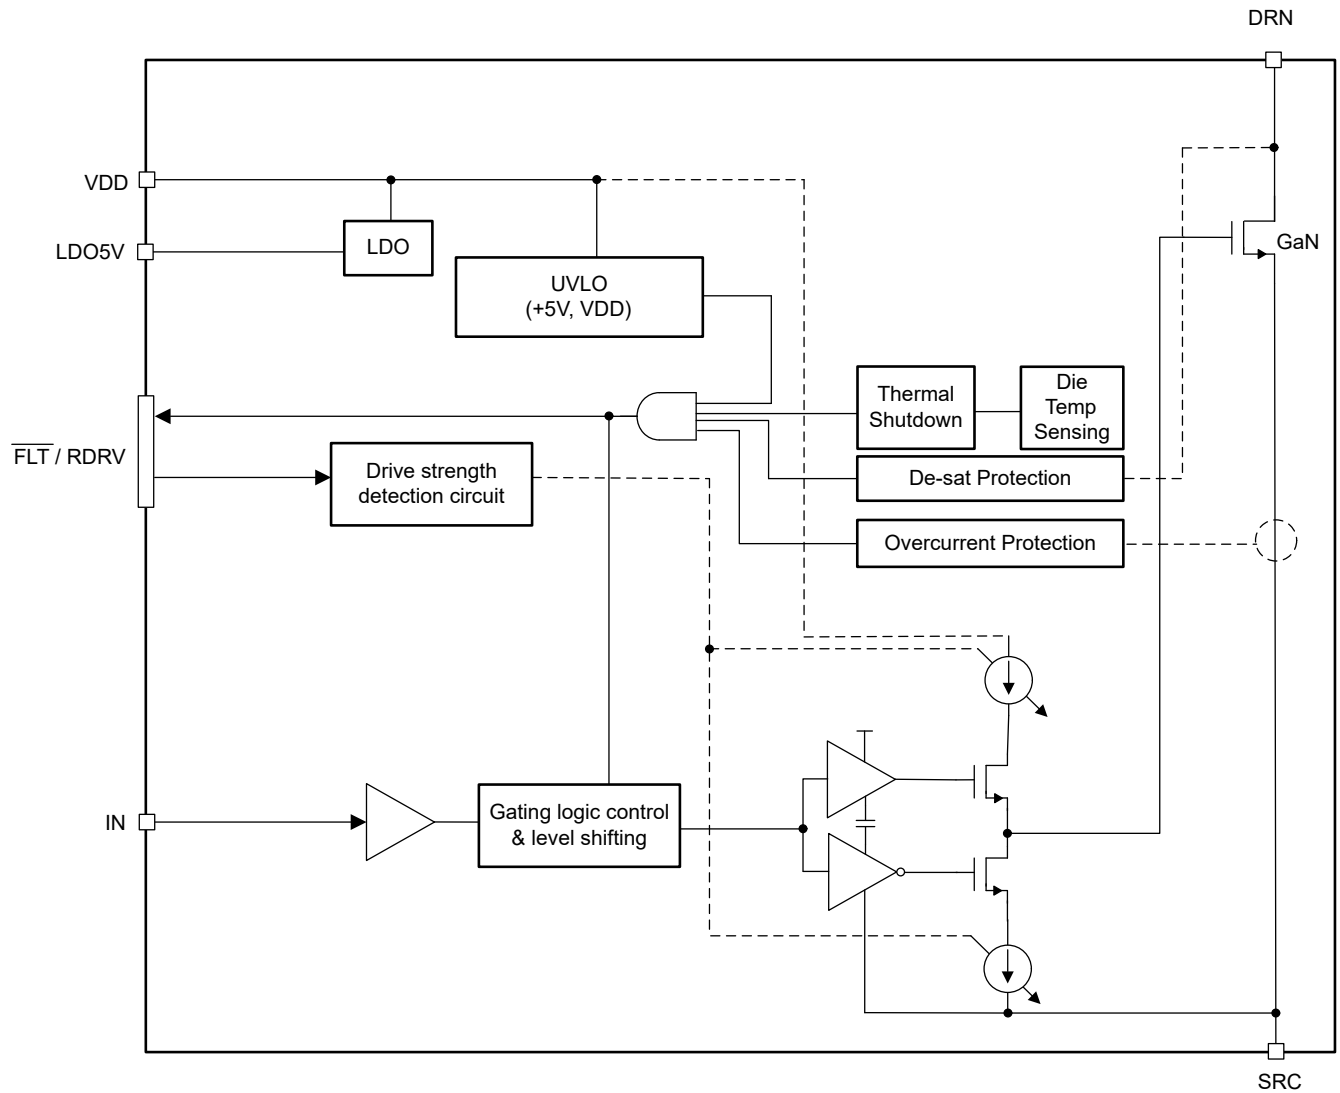 DRN
VDD
LDO5V
LDO
UVLO
(+5V, VDD)
GaN
Thermal
Shutdown
Die
Temp
Sensing
FLT / RDRV
Drive strength
detection circuit
De-sat Protection
Overcurrent Protection
IN
Gating logic control
& level shifting
SRC